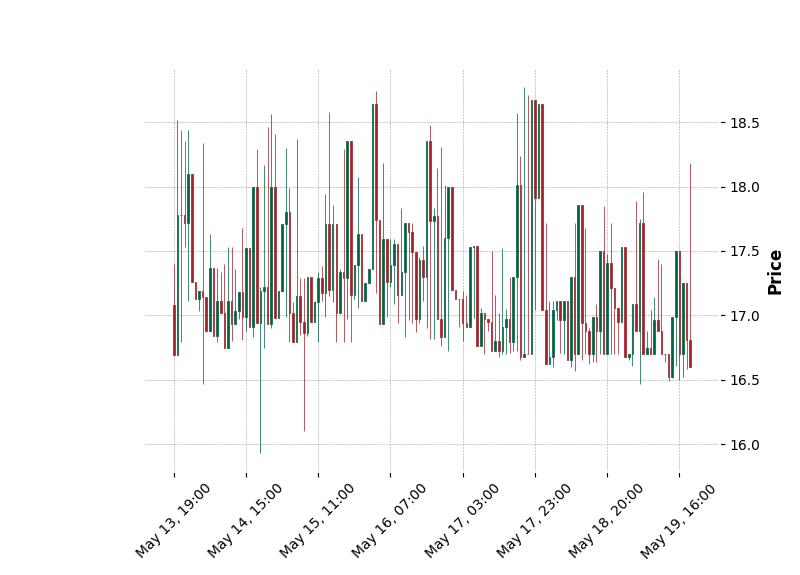 18.5
18.0
17.5
17.0
16.5
16.0
Price
May 13, 19:00
May 14, 15:00
May 15, 11:00
May 16, 07:00
May 17, 03:00
May 17, 23:00
May 18, 20:00
May 19, 16:00